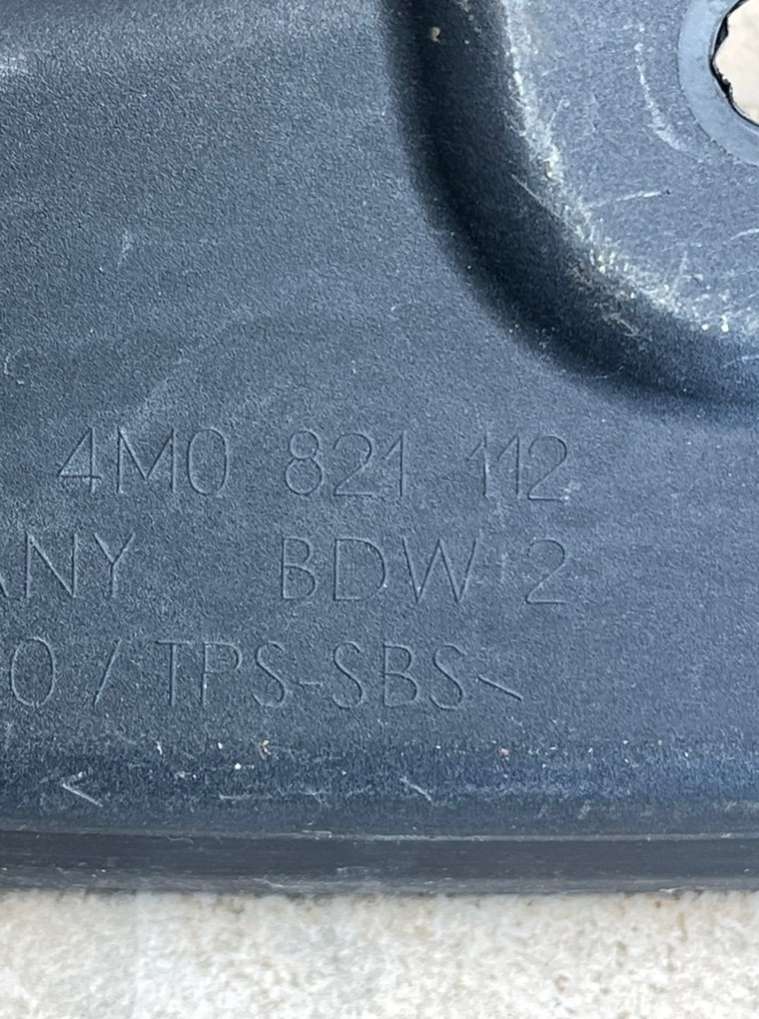 4M0 821 112
ANY BDW 2
0 / TPS-SBS<